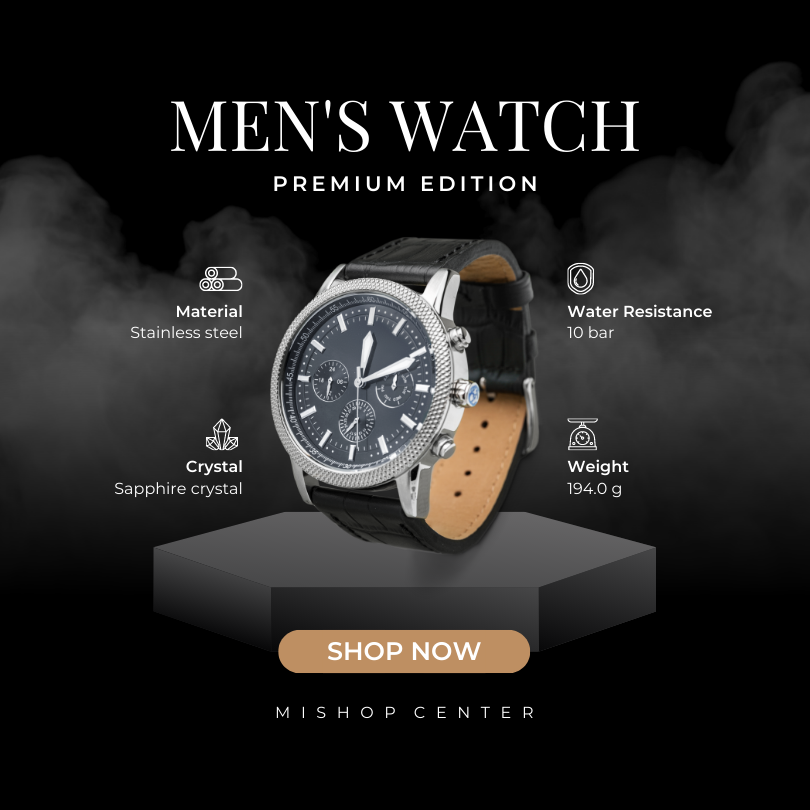 MEN'S WATCH
PREMIUM EDITION
Material
Stainless steel
Water Resistance
10 bar
Crystal
Sapphire crystal
Weight
194.0 g
SHOP NOW
MISHOP CENTER